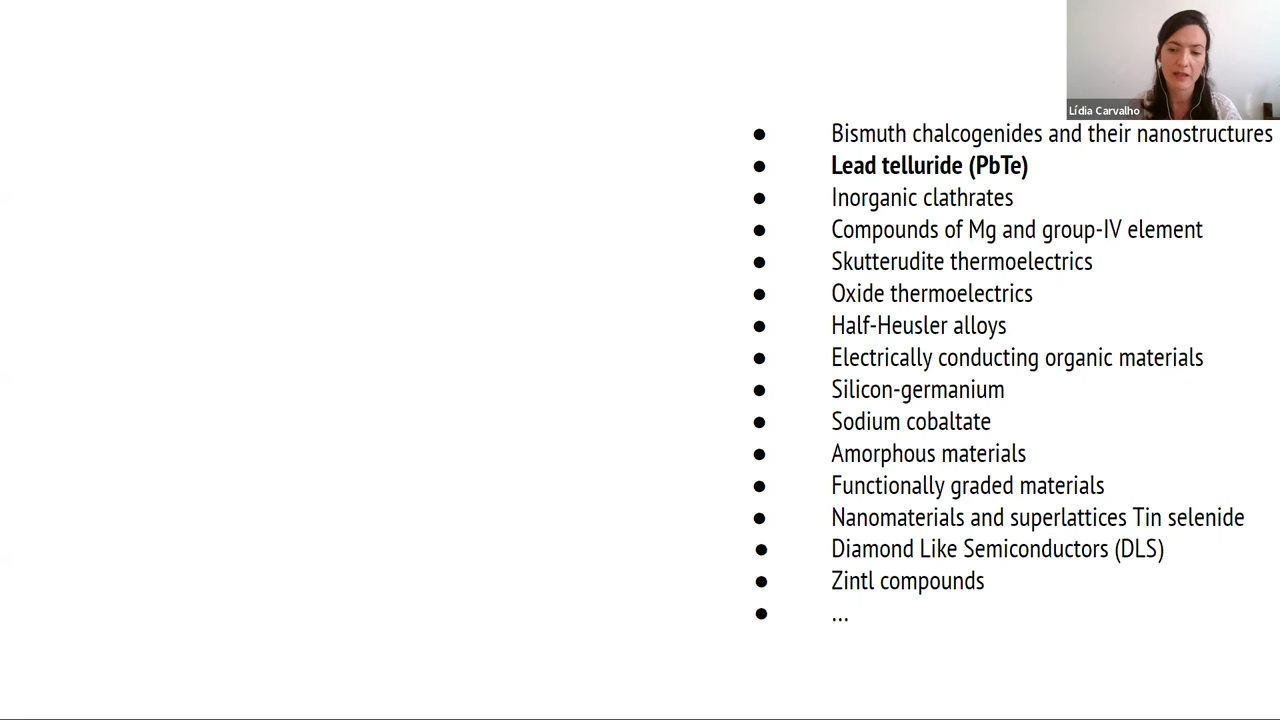 Lídia Carvalho
● Bismuth chalcogenides and their nanostructures
● Lead telluride (PbTe)
● Inorganic clathrates
● Compounds of Mg and group-IV element
● Skutterudite thermoelectrics
● Oxide thermoelectrics
● Half-Heusler alloys
● Electrically conducting organic materials
● Silicon-germanium
● Sodium cobaltate
● Amorphous materials
● Functionally graded materials
● Nanomaterials and superlattices Tin selenide
● Diamond Like Semiconductors (DLS)
● Zintl compounds
● ...